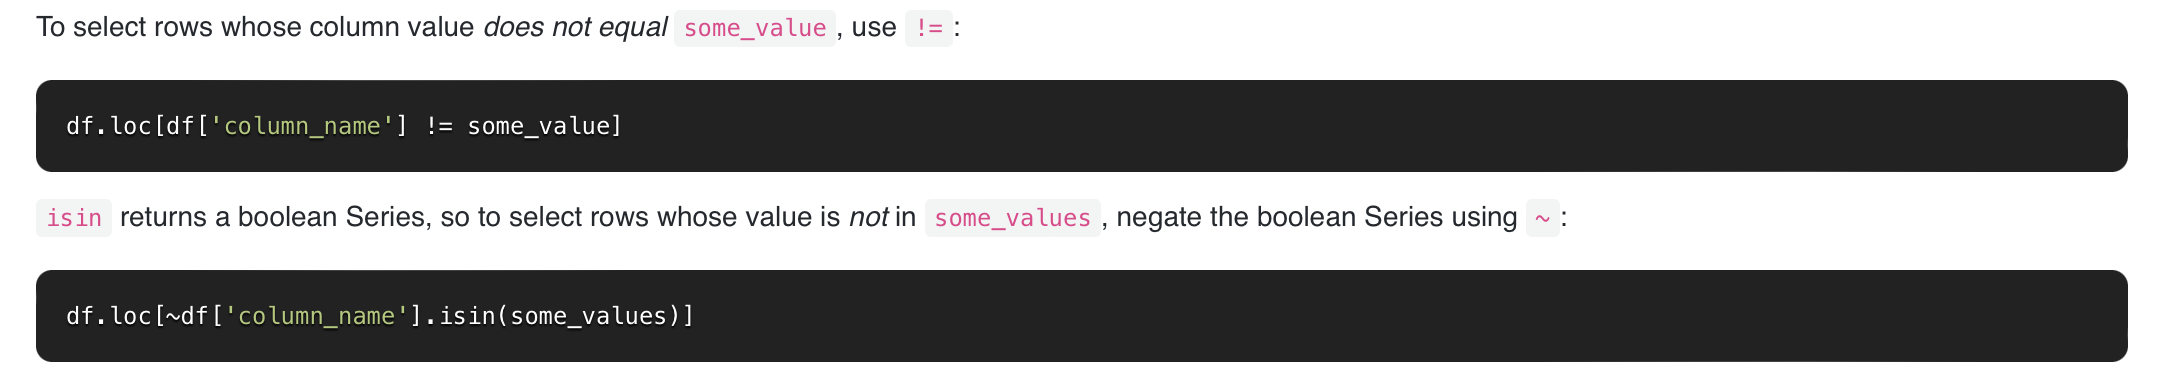 To select rows whose column value does not equal some_value, use !=:
df.loc[df['column_name'] != some_value]
isin returns a boolean Series, so to select rows whose value is not in some_values, negate the boolean Series using ~:
df.loc[~df['column_name'].isin(some_values)]